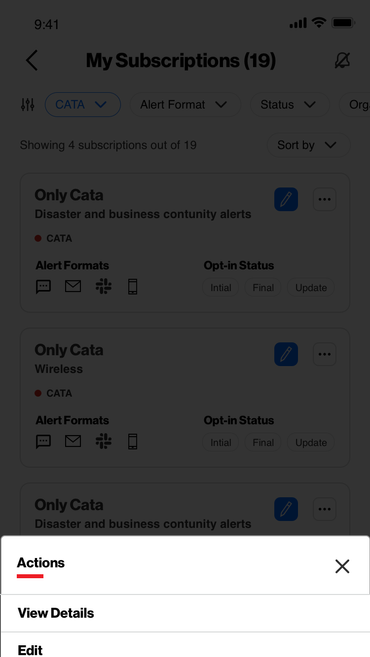 9:41
My Subscriptions (19)
CATA
Alert Format
Status
Org
Showing 4 subscriptions out of 19
Sort by
Only Cata
Disaster and business contunity alerts
CATA
Alert Formats
Opt-in Status
Intial
Final
Update
Only Cata
Wireless
CATA
Alert Formats
Opt-in Status
Intial
Final
Update
Only Cata
Disaster and business contunity alerts
Actions
View Details
Edit